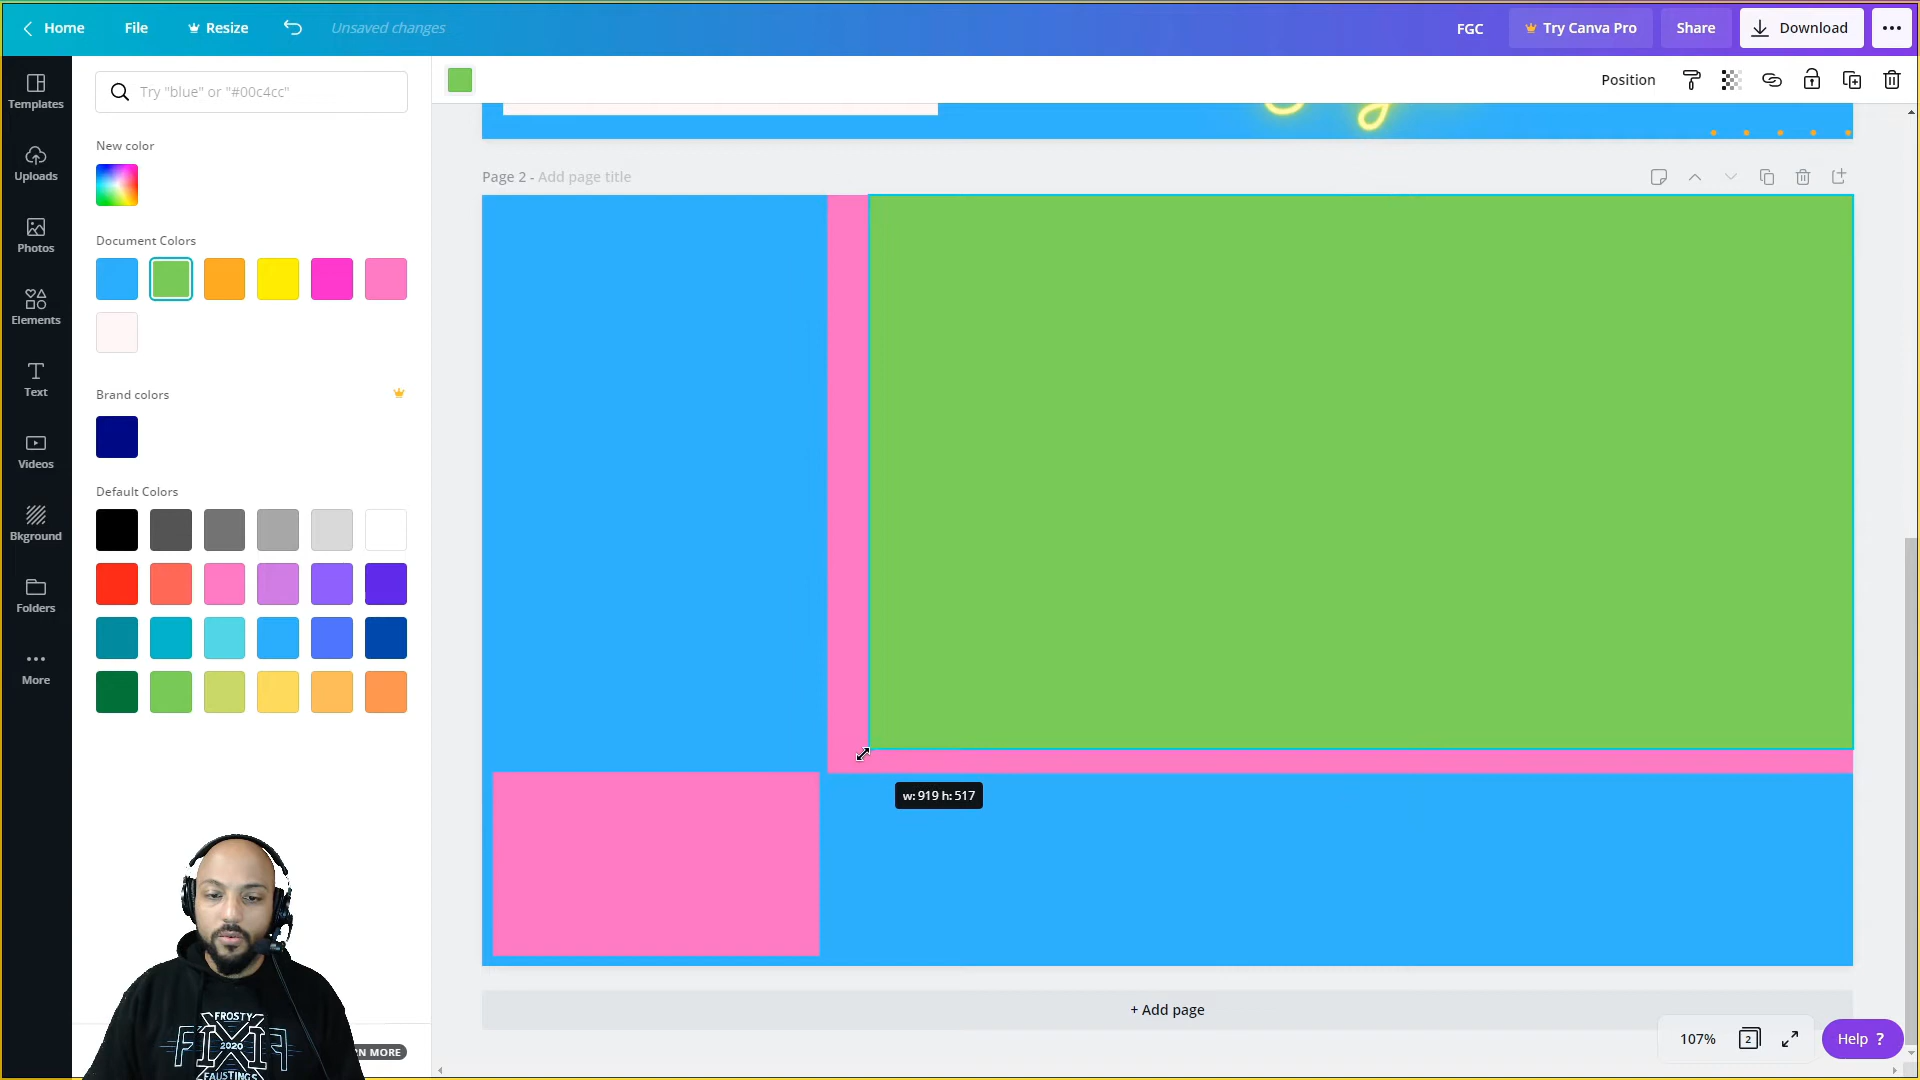 Home
File
Resize
Unsaved changes
FGC
Try Canva Pro
Share
Download
Templates
Uploads
Photos
Elements
Text
Videos
Bkground
Folders
More
Try "blue" or "#00c4cc"
New color
Document Colors
Brand colors
Default Colors
Position
Page 2 - Add page title
w: 919 h: 517
+ Add page
107%
2
Help ?
MORE
FROSTY
2020
FAUSTINGS